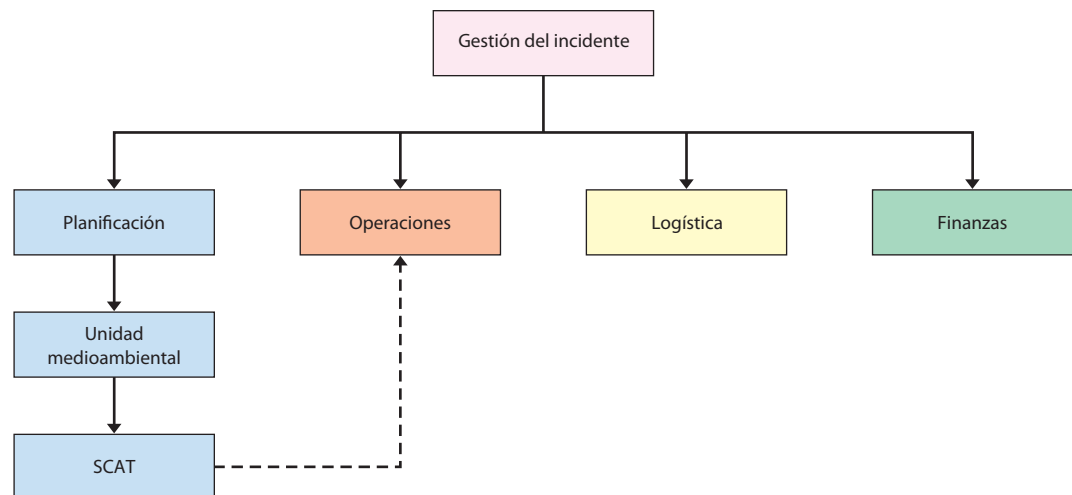 Gestión del incidente
Planificación
Operaciones
Logística
Finanzas
Unidad
medioambiental
SCAT